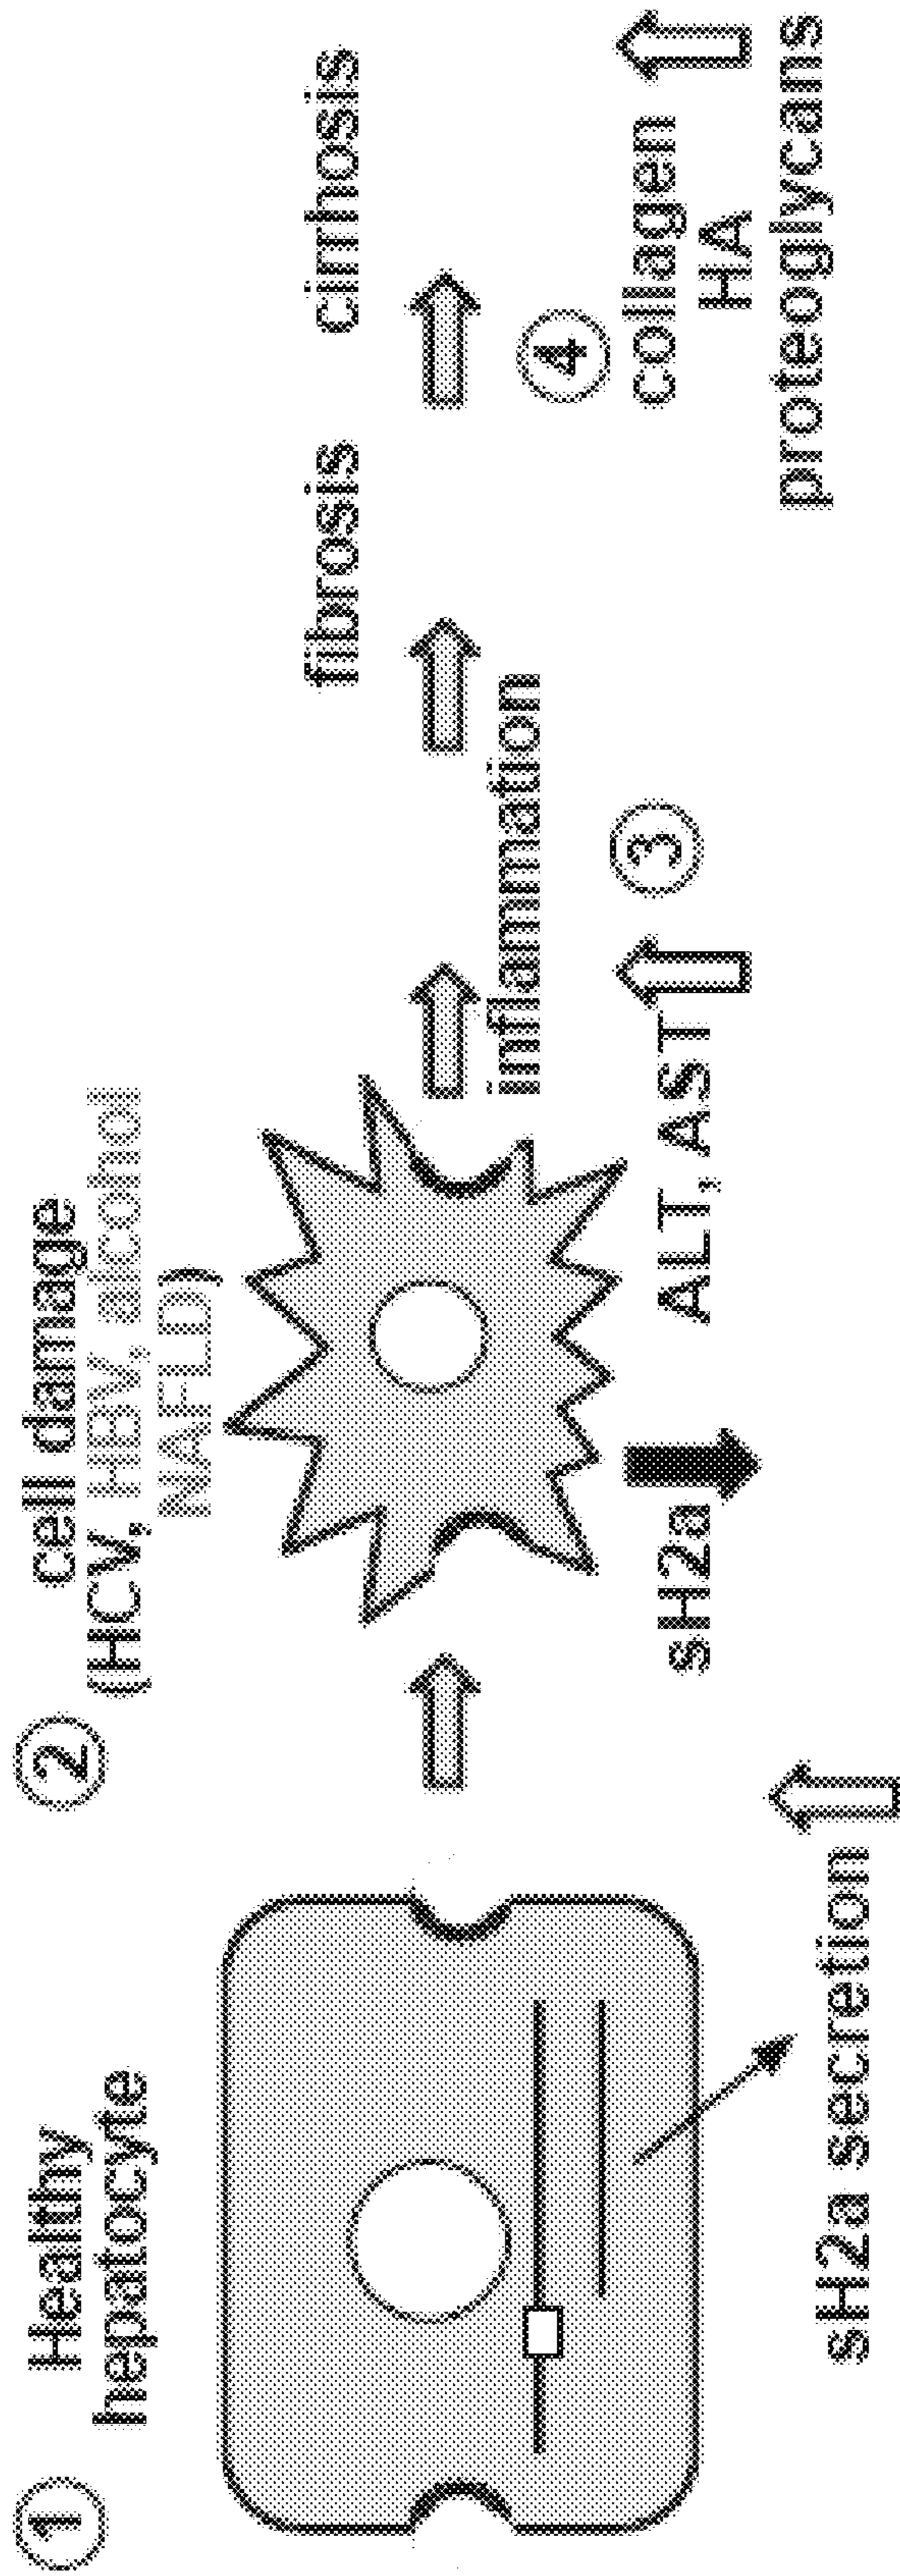 ①
Healthy
hepatocyte
sH2a secretion
②
cell damage
(HCV, HBV, alcohol
NAFLD)
sH2a
ALT, AST
③
inflammation
fibrosis
cirrhosis
④
collagen
HA
proteoglycans